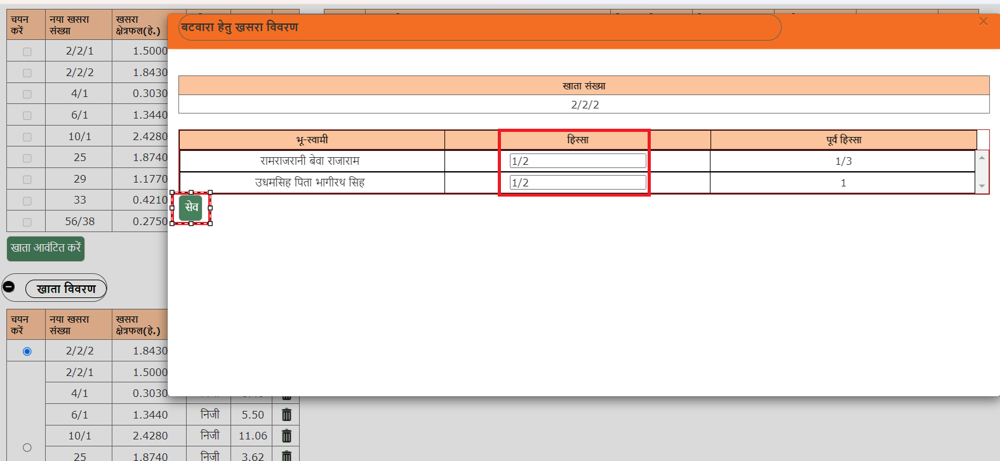 चयन करें नया खसरा संख्या खसरा क्षेत्रफल(हे.)
2/2/1 1.5000
2/2/2 1.8430
4/1 0.3030
6/1 1.3440
10/1 2.4280
25 1.8740
29 1.1770
33 0.4210
56/38 0.2750
खाता आवंटित करें
बटवारा हेतु खसरा विवरण
×
खाता संख्या
2/2/2
भू-स्वामी हिस्सा पूर्व हिस्सा
रामराजरानी बेवा राजाराम 1/2 1/3
उधमसिह पिता भागीरथ सिह 1/2 1
सेव
खाता विवरण
चयन करें नया खसरा संख्या खसरा क्षेत्रफल(हे.)
2/2/2 1.8430
2/2/1 1.5000
4/1 0.3030
6/1 1.3440 निजी 5.50
10/1 2.4280 निजी 11.06
25 1.8740 निजी 3.62